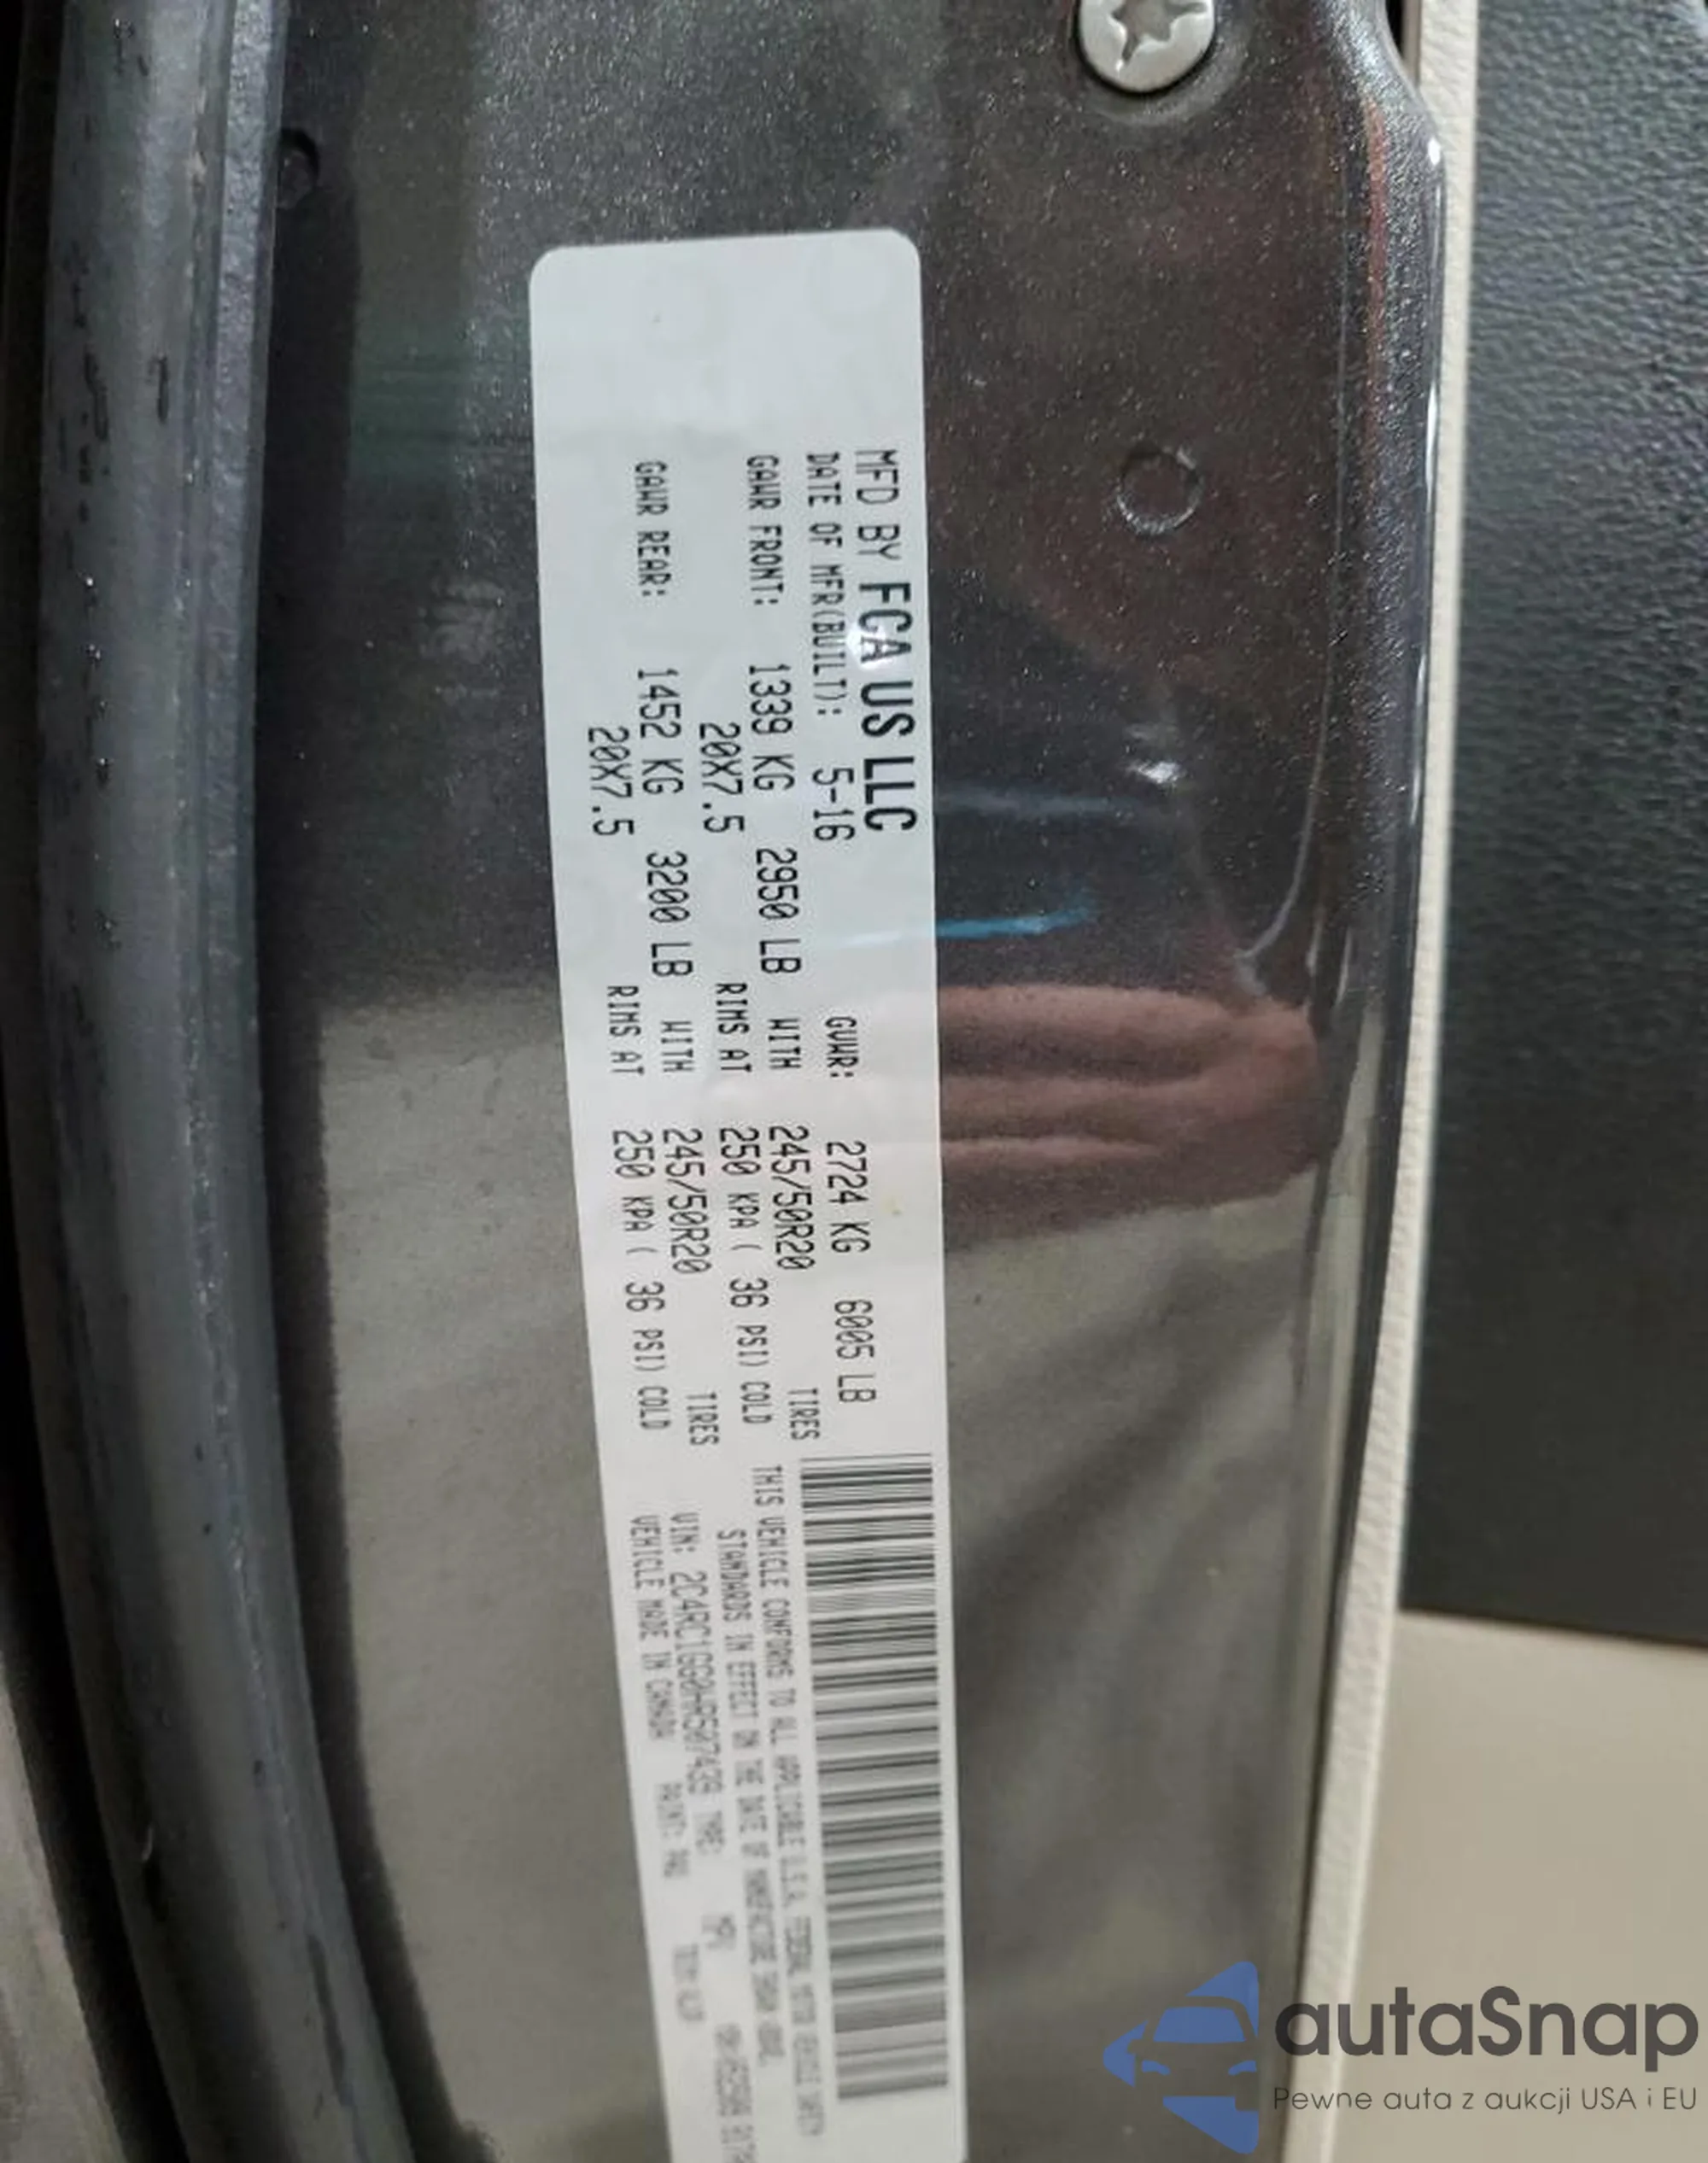 MFD BY FCA US LLC
DATE OF MFR(BUILT): 5-16 GVWR: 2724 KG 6005 LB
GAWR FRONT: 1339 KG 2950 LB WITH 245/50R20 TIRES
20X7.5 RIMS AT 250 KPA ( 36 PSI) COLD
GAWR REAR: 1452 KG 3200 LB WITH 245/50R20 TIRES
20X7.5 RIMS AT 250 KPA ( 36 PSI) COLD
THIS VEHICLE CONFORMS TO ALL APPLICABLE U.S.A. FEDERAL MOTOR VEHICLE SAFETY
STANDARDS IN EFFECT ON THE DATE OF MANUFACTURE SHOWN ABOVE.
VIN: 2C4RC1GG0HR507439 TYPE: MPV
VEHICLE MADE IN CANADA PAINT: TRIM:
autaSnap
Pewne auta z aukcji USA i EU